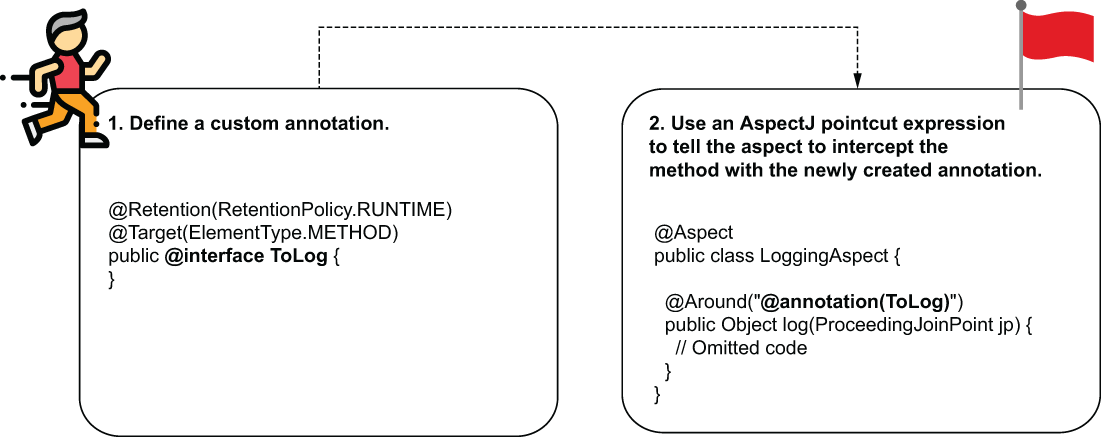 1. Define a custom annotation.
@Retention(RetentionPolicy.RUNTIME)
@Target(ElementType.METHOD)
public @interface ToLog {
}
2. Use an AspectJ pointcut expression
to tell the aspect to intercept the
method with the newly created annotation.
@Aspect
public class LoggingAspect {
@Around("@annotation(ToLog)")
public Object log(ProceedingJoinPoint jp) {
// Omitted code
}
}